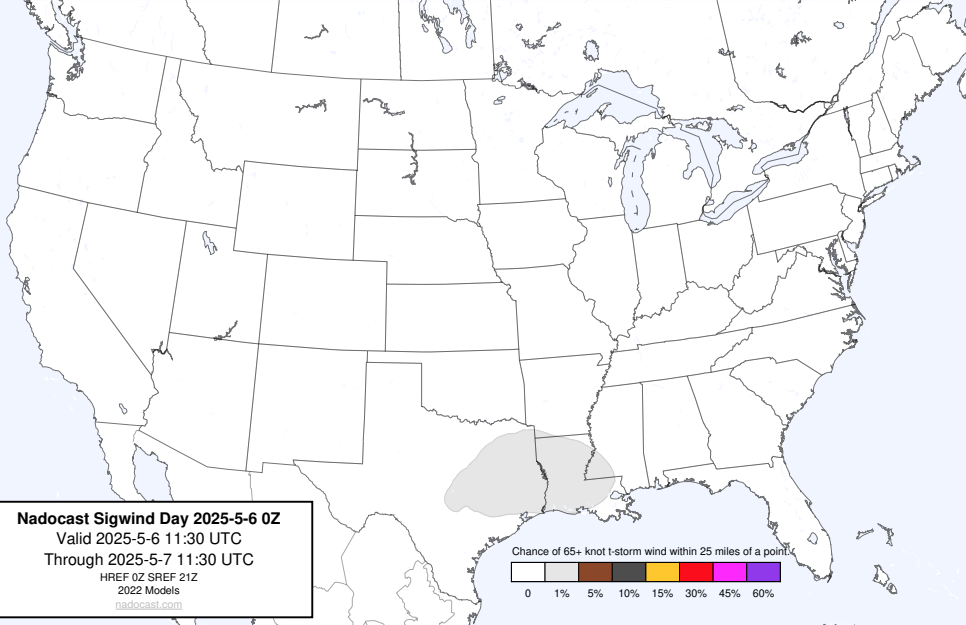 Nadocast Sigwind Day 2025-5-6 0Z
Valid 2025-5-6 11:30 UTC
Through 2025-5-7 11:30 UTC
HREF 0Z SREF 21Z
2022 Models
nadocast.com
Chance of 65+ knot t-storm wind within 25 miles of a point.
0 1% 5% 10% 15% 30% 45% 60%